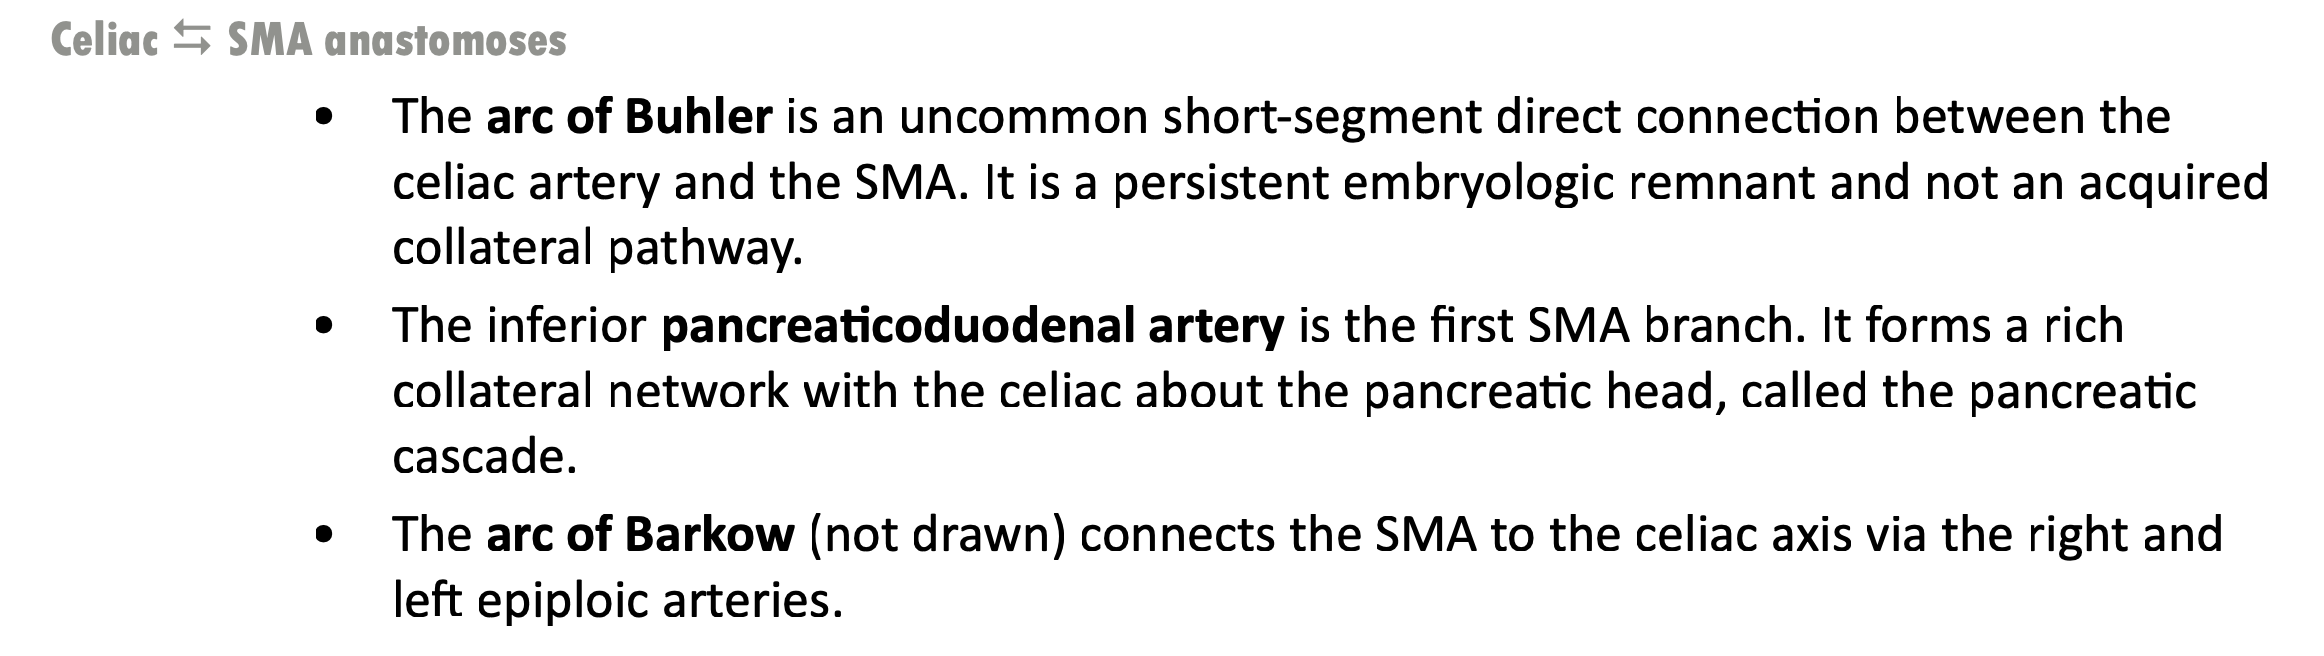 Celiac ⇆ SMA anastomoses
• The arc of Buhler is an uncommon short-segment direct connection between the
celiac artery and the SMA. It is a persistent embryologic remnant and not an acquired
collateral pathway.
• The inferior pancreaticoduodenal artery is the first SMA branch. It forms a rich
collateral network with the celiac about the pancreatic head, called the pancreatic
cascade.
• The arc of Barkow (not drawn) connects the SMA to the celiac axis via the right and
left epiploic arteries.